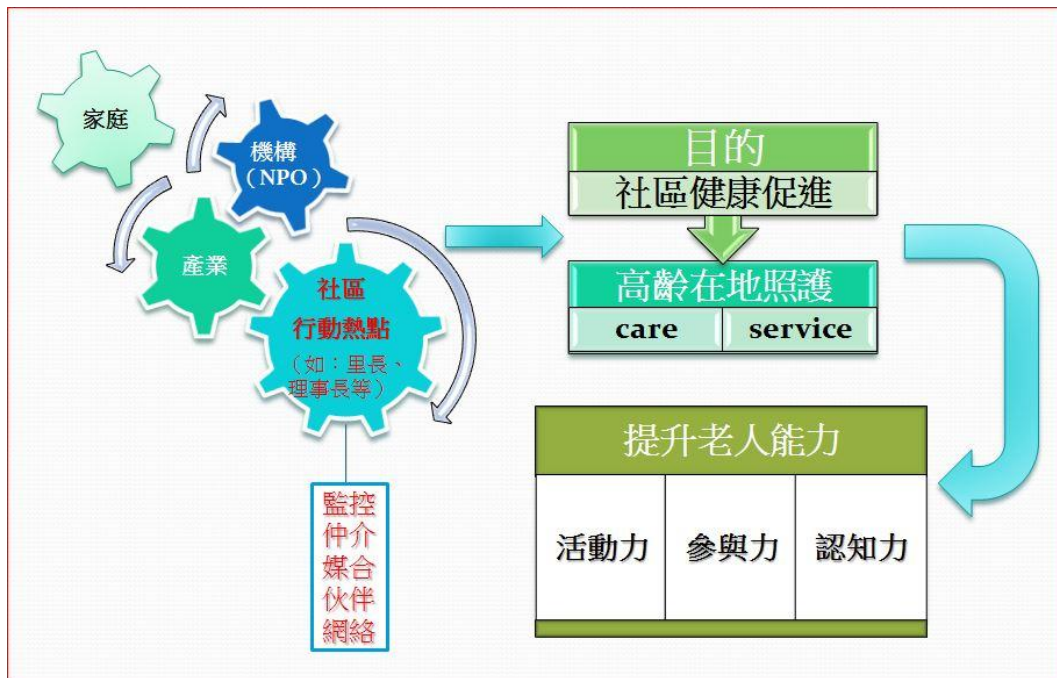 家庭
機構
（NPO）
產業
社區
行動熱點
（如：里長、
理事長等）
監控
仲介
媒合
伙伴
網絡
目的
社區健康促進
高齡在地照護
care
service
提升老人能力
活動力
參與力
認知力